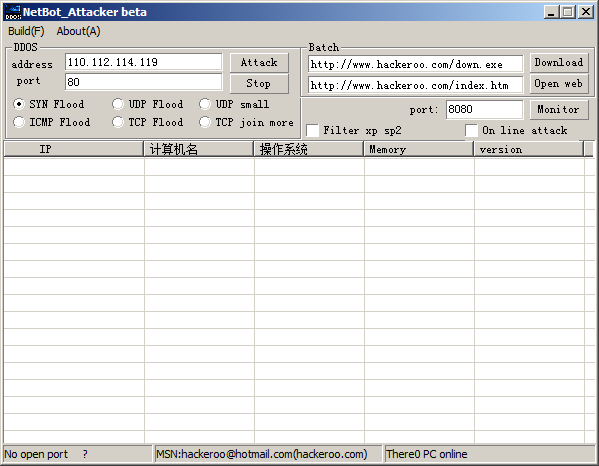 DDOS
NetBot_Attacker beta
Build(F) About(A)
DDOS
address 110.112.114.119 Attack
port 80 Stop
SYN Flood UDP Flood UDP small
ICMP Flood TCP Flood TCP join more
Batch
http://www.hackeroo.com/down.exe Download
http://www.hackeroo.com/index.htm Open web
port: 8080 Monitor
Filter xp sp2 On line attack
IP 计算机名 操作系统 Memory version
No open port ? MSN:hackeroo@hotmail.com(hackeroo.com) There0 PC online